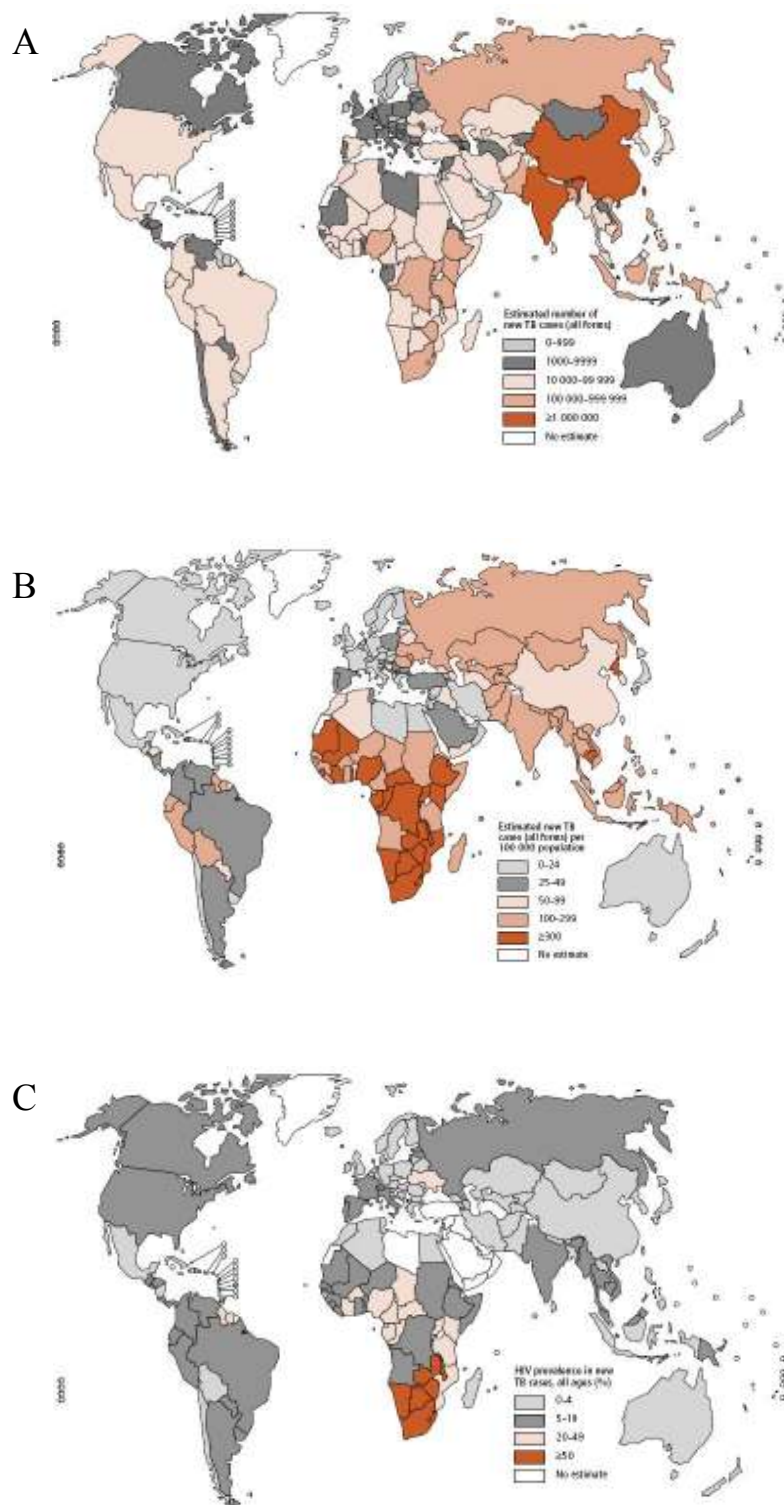 A
Estimated number of
new TB cases (all forms)
0–999
1000–9999
10 000–99 999
100 000–999 999
≥1 000 000
No estimate
B
Estimated new TB
cases (all forms) per
100 000 population
0–24
25–49
50–99
100–299
≥300
No estimate
C
HIV prevalence in new
TB cases, all ages (%)
0–4
5–19
20–49
≥50
No estimate